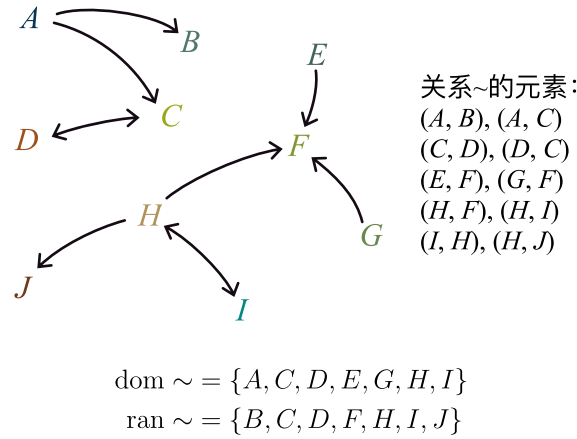 A
B
E
C
D
F
H
G
J
I
关系~的元素：
(A, B), (A, C)
(C, D), (D, C)
(E, F), (G, F)
(H, F), (H, I)
(I, H), (H, J)
dom ∼ = {A, C, D, E, G, H, I}
ran ∼ = {B, C, D, F, H, I, J}